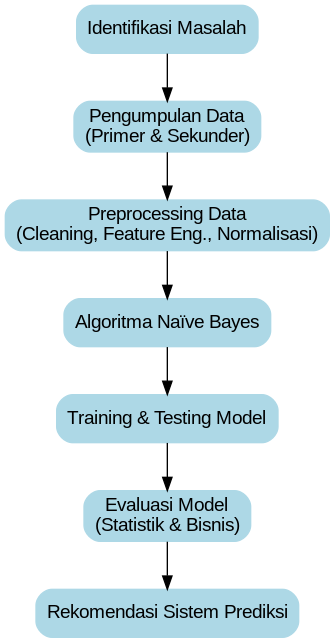 Identifikasi Masalah
Pengumpulan Data
(Primer & Sekunder)
Preprocessing Data
(Cleaning, Feature Eng., Normalisasi)
Algoritma Naïve Bayes
Training & Testing Model
Evaluasi Model
(Statistik & Bisnis)
Rekomendasi Sistem Prediksi